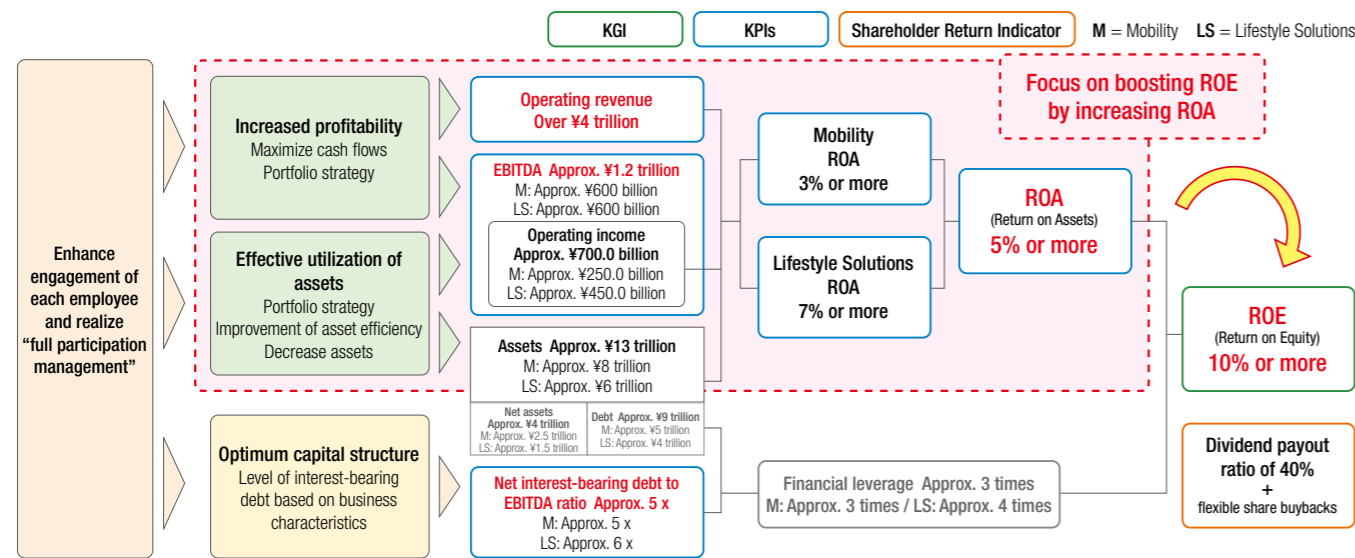 KGI
KPIs
Shareholder Return Indicator
M = Mobility LS = Lifestyle Solutions
Enhance
engagement of
each employee
and realize
“full participation
management”
Increased profitability
Maximize cash flows
Portfolio strategy
Effective utilization of
assets
Portfolio strategy
Improvement of asset efficiency
Decrease assets
Optimum capital structure
Level of interest-bearing
debt based on business
characteristics
Operating revenue
Over ¥4 trillion
EBITDA Approx. ¥1.2 trillion
M: Approx. ¥600 billion
LS: Approx. ¥600 billion
Operating income
Approx. ¥700.0 billion
M: Approx. ¥250.0 billion
LS: Approx. ¥450.0 billion
Assets Approx. ¥13 trillion
M: Approx. ¥8 trillion
LS: Approx. ¥6 trillion
Net assets
Approx. ¥4 trillion
M: Approx. ¥2.5 trillion
LS: Approx. ¥1.5 trillion
Debt Approx. ¥9 trillion
M: Approx. ¥5 trillion
LS: Approx. ¥4 trillion
Net interest-bearing debt to
EBITDA ratio Approx. 5 x
M: Approx. 5 x
LS: Approx. 6 x
Mobility
ROA
3% or more
Lifestyle Solutions
ROA
7% or more
Financial leverage Approx. 3 times
M: Approx. 3 times / LS: Approx. 4 times
Focus on boosting ROE
by increasing ROA
ROA
(Return on Assets)
5% or more
ROE
(Return on Equity)
10% or more
Dividend payout
ratio of 40%
+
flexible share buybacks